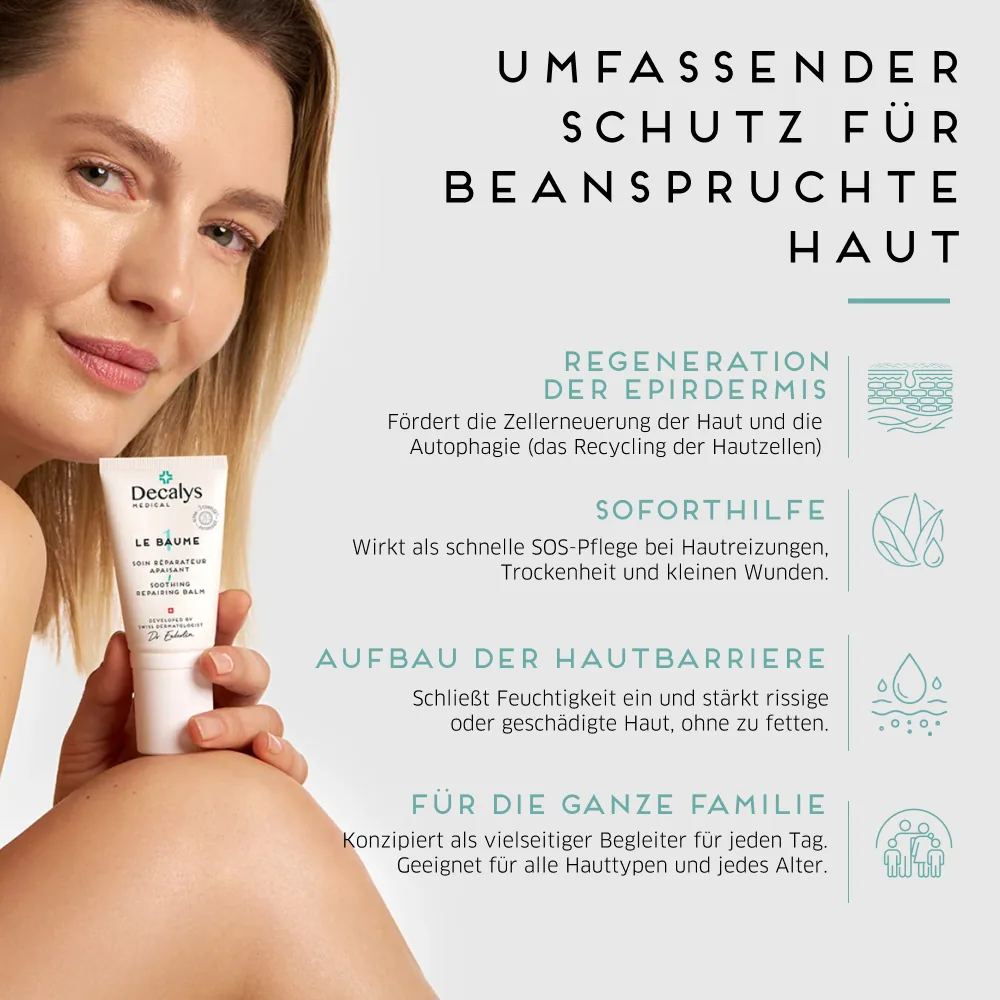 UMFASSENDER
SCHUTZ FÜR
BEANSPRUCHTE
HAUT
REGENERATION
DER EPIRDERMIS
Fördert die Zellerneuerung der Haut und die
Autophagie (das Recycling der Hautzellen)
SOFORTHILFE
Wirkt als schnelle SOS-Pflege bei Hautreizungen,
Trockenheit und kleinen Wunden.
AUFBAU DER HAUTBARRIERE
Schließt Feuchtigkeit ein und stärkt rissige
oder geschädigte Haut, ohne zu fetten.
FÜR DIE GANZE FAMILIE
Konzipiert als vielseitiger Begleiter für jeden Tag.
Geeignet für alle Hauttypen und jedes Alter.
Decalys
MEDICAL
1
LE BAUME
SOIN RÉPARATEUR
APAISANT
/
SOOTHING
REPAIRING BALM
DEVELOPED BY
SWISS DERMATOLOGIST